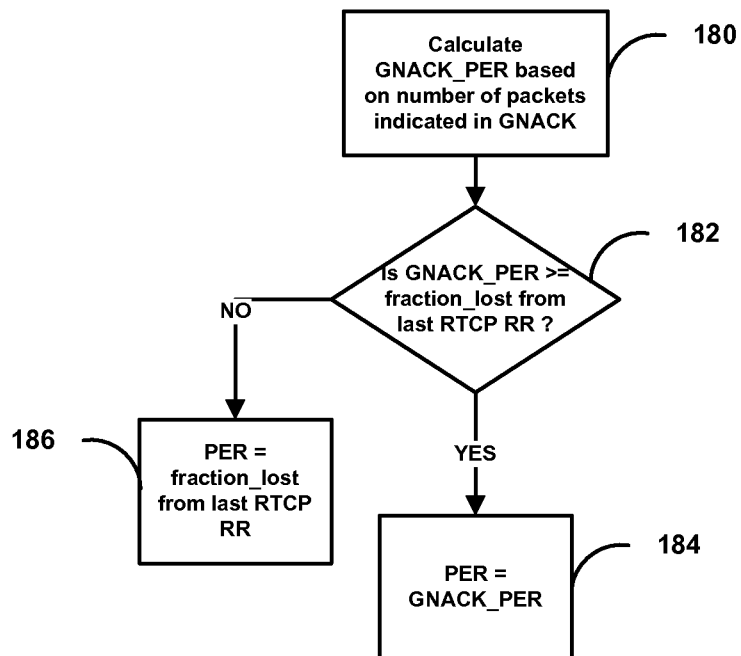 Calculate
GNACK_PER based
on number of packets
indicated in GNACK
180
Is GNACK_PER >=
fraction_lost from
last RTCP RR ?
182
NO
YES
186
PER =
fraction_lost
from last RTCP
RR
PER =
GNACK_PER
184